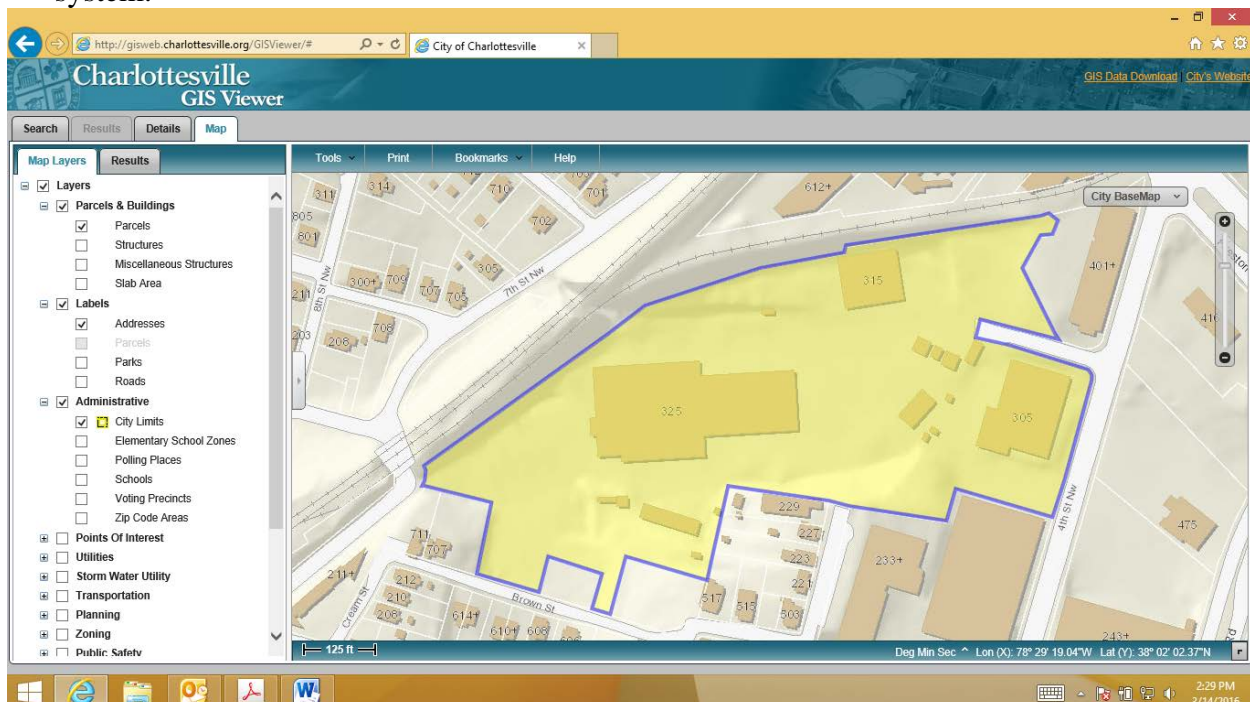 system.
http://gisweb.charlottesville.org/GISViewer/#
City of Charlottesville
Charlottesville
GIS Viewer
GIS Data Download
City's Website
Search
Results
Details
Map
Map Layers
Results
Tools
Print
Bookmarks
Help
Layers
Parcels & Buildings
Parcels
Structures
Miscellaneous Structures
Slab Area
Labels
Addresses
Parcels
Parks
Roads
Administrative
City Limits
Elementary School Zones
Polling Places
Schools
Voting Precincts
Zip Code Areas
Points Of Interest
Utilities
Storm Water Utility
Transportation
Planning
Zoning
Public Safety
City BaseMap
311
314
710
701
612+
805
801
702
305
7th St Nw
8th St Nw
300+
709
707
705
211
203
208
708
315
401+
325
305
4th St Nw
475
229
227
223
221
233+
711
707
211+
212
210
208
Cream St
614+
610+
608
Brown St
517
515
503
243+
Rd
125 ft
Deg Min Sec ^ Lon (X): 78° 29' 19.04"W Lat (Y): 38° 02' 02.37"N
2:29 PM
3/14/2016